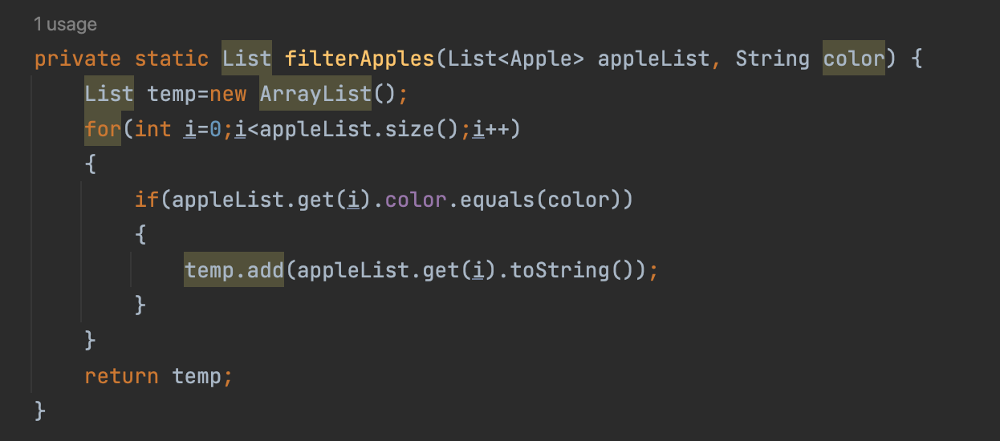 1 usage
private static List filterApples(List<Apple> appleList, String color) {
    List temp=new ArrayList();
    for(int i=0;i<appleList.size();i++)
    {
        if(appleList.get(i).color.equals(color))
        {
            temp.add(appleList.get(i).toString());
        }
    }
    return temp;
}